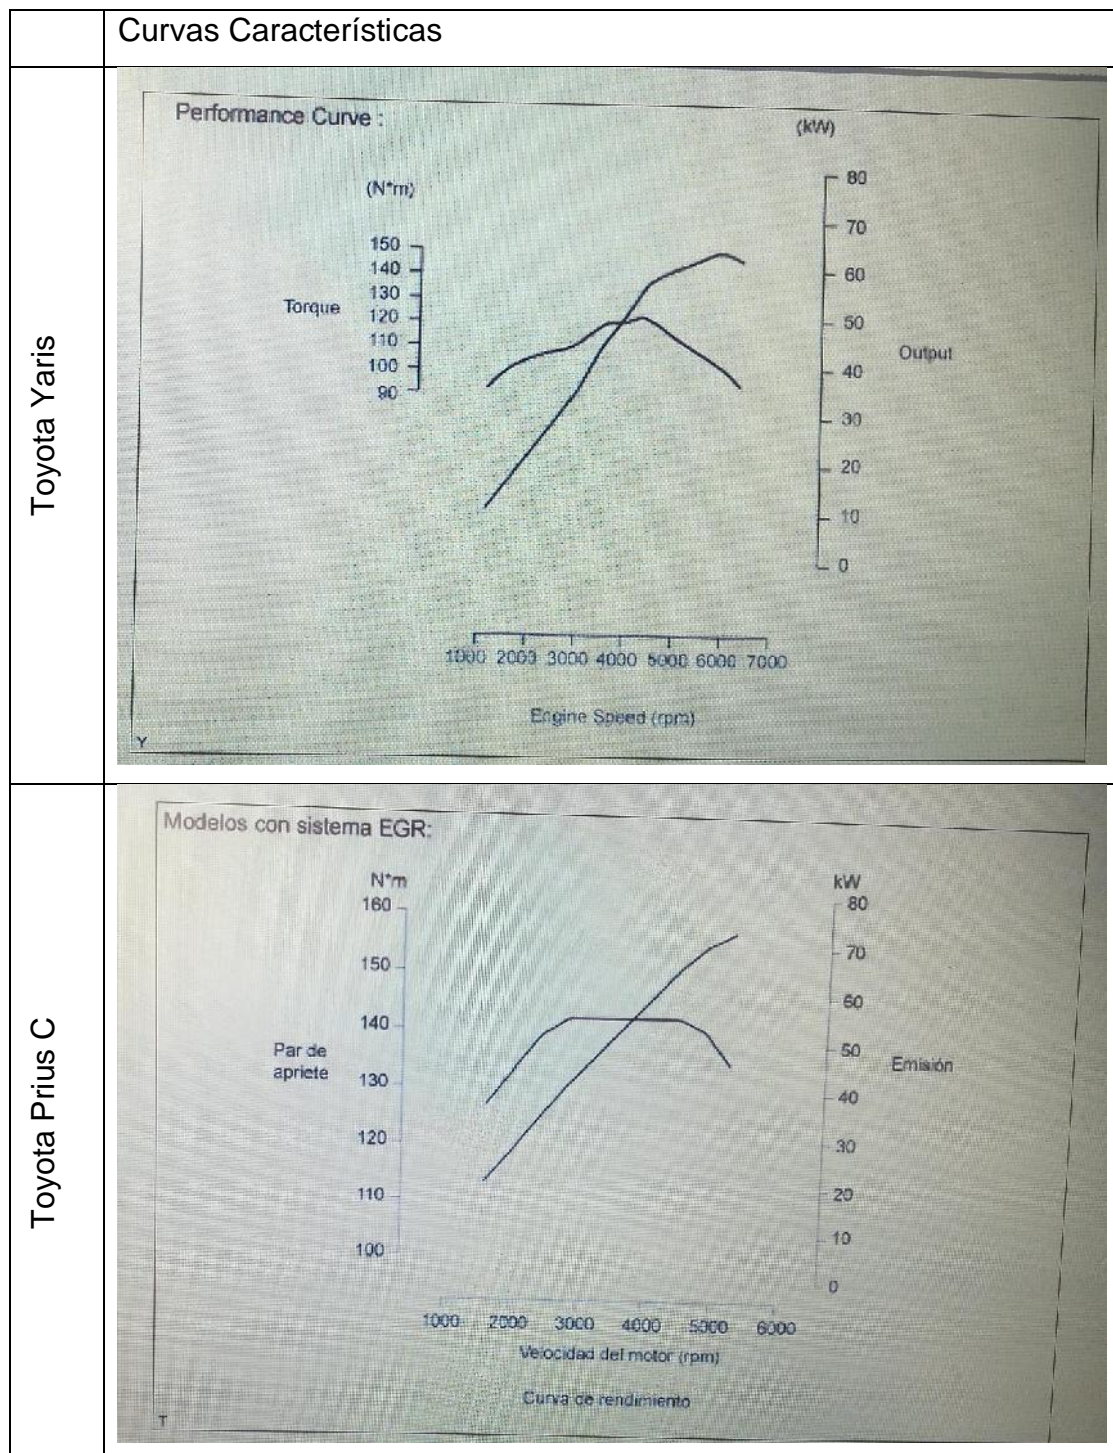 Curvas Características
Toyota Yaris
Performance Curve :
(kW)
(N*m)
80
70
60
50
40
30
20
10
0
150
140
130
120
110
100
90
Torque
Output
1000 2000 3000 4000 5000 6000 7000
Engine Speed (rpm)
Y
Toyota Prius C
Modelos con sistema EGR:
N*m
160
150
140
130
120
110
100
Par de
apriete
kW
80
70
60
50
40
30
20
10
0
Emisión
1000 2000 3000 4000 5000 6000
Velocidad del motor (rpm)
Curva de rendimiento
T